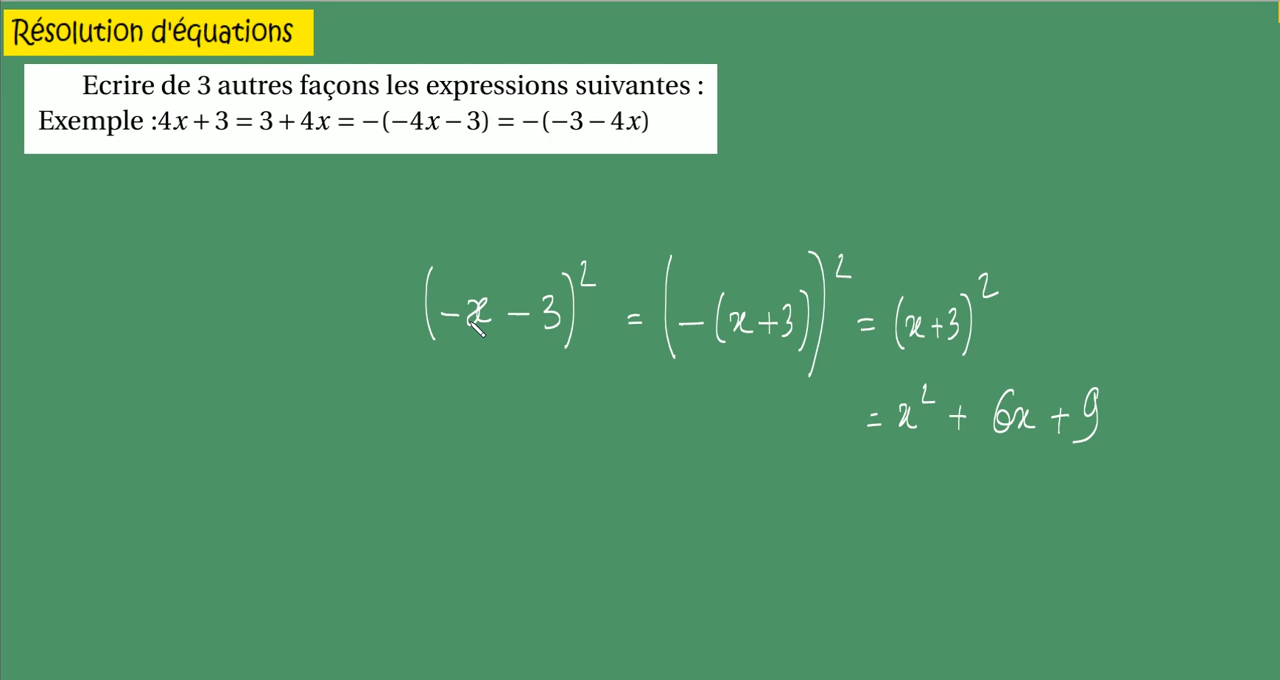 Résolution d'équations
Ecrire de 3 autres façons les expressions suivantes :
Exemple :4x + 3 = 3 + 4x = −(−4x − 3) = −(−3 − 4x)
(−x − 3)² = (−(x+3))² = (x+3)²
= x² + 6x + 9